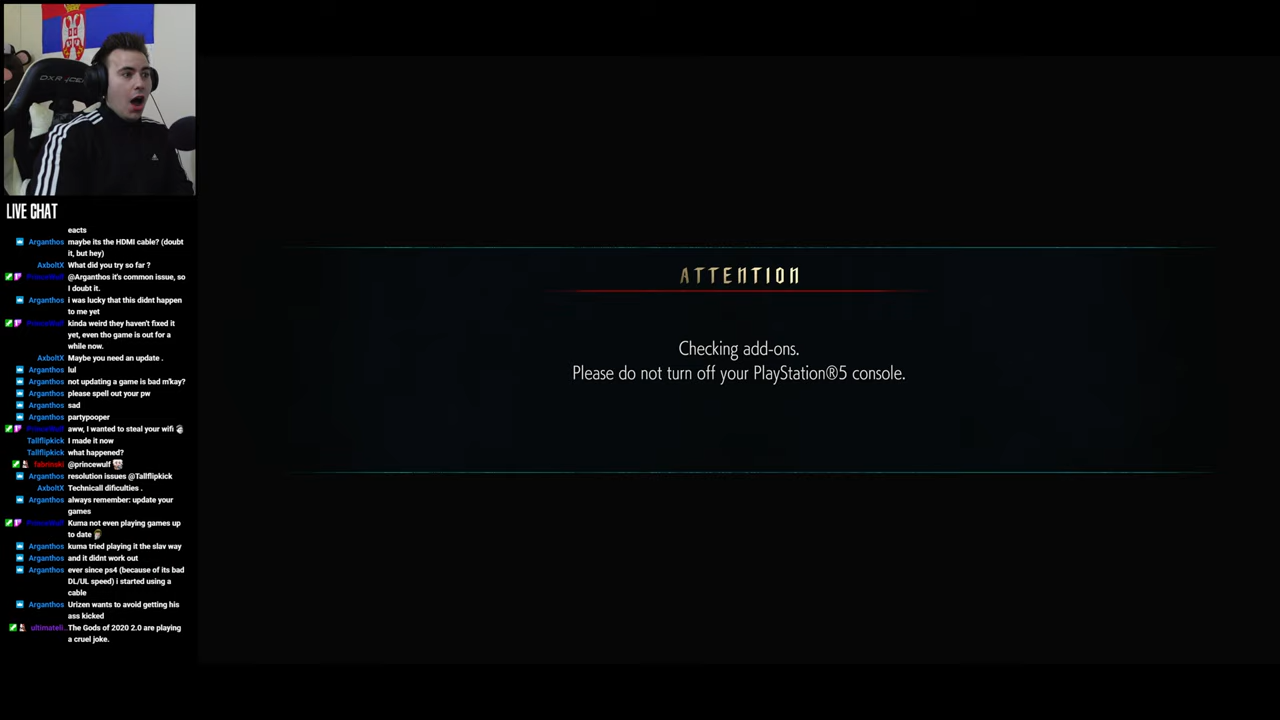 DXRACER
LIVE CHAT
eacts
Arganthos maybe its the HDMI cable? (doubt
it, but hey)
AxboltX What did you try so far ?
PrinceWulf @Arganthos it's common issue, so
I doubt it.
Arganthos i was lucky that this didnt happen
to me yet
PrinceWulf kinda weird they haven't fixed it
yet, even tho game is out for a
while now.
AxboltX Maybe you need an update .
Arganthos lul
Arganthos not updating a game is bad m'kay?
Arganthos please spell out your pw
Arganthos sad
Arganthos partypooper
PrinceWulf aww, I wanted to steal your wifi
Tallflipkick I made it now
Tallflipkick what happened?
fabrinski @princewulf
Arganthos resolution issues @Tallflipkick
AxboltX Technicall dificulties .
Arganthos always remember: update your
games
PrinceWulf Kuma not even playing games up
to date
Arganthos kuma tried playing it the slav way
Arganthos and it didnt work out
Arganthos ever since ps4 (because of its bad
DL/UL speed) i started using a
cable
Arganthos Urizen wants to avoid getting his
ass kicked
ultimateli.. The Gods of 2020 2.0 are playing
a cruel joke.
ATTENTION
Checking add-ons.
Please do not turn off your PlayStation®5 console.